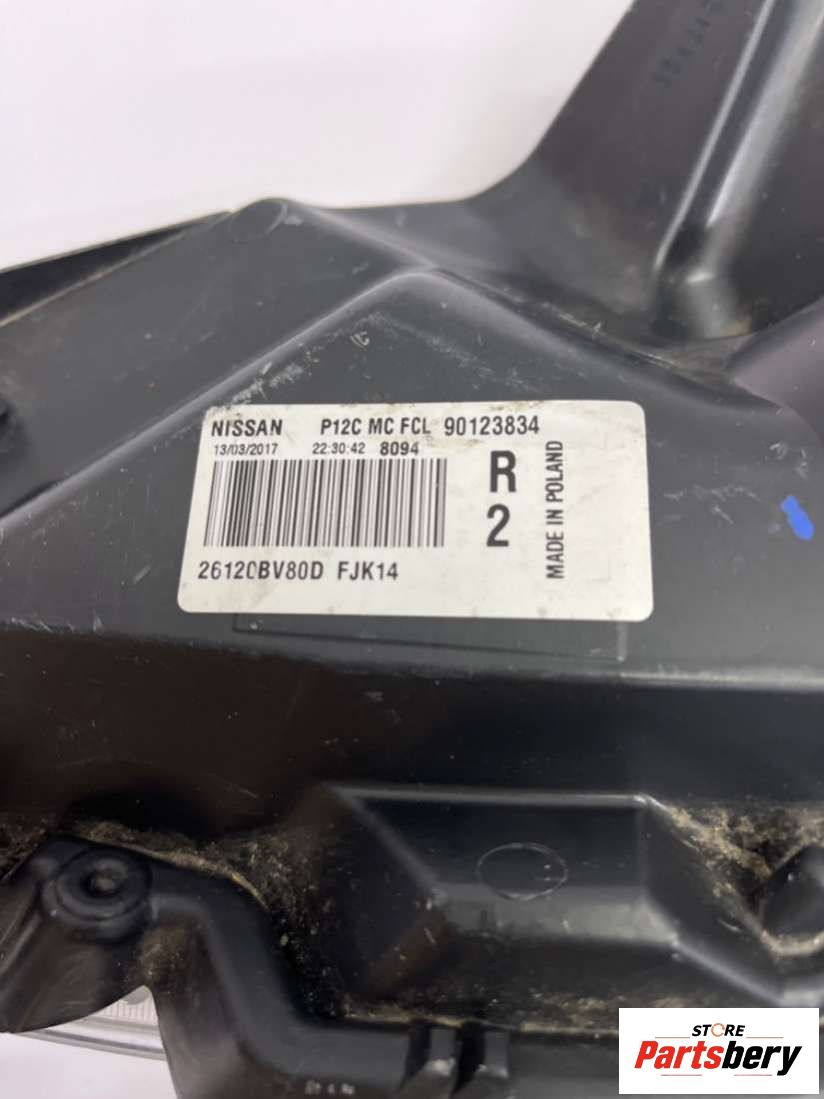 NISSAN P12C MC FCL 90123834
13/03/2017 22:30:42 8094
R
2
MADE IN POLAND
26120BV80D FJK14
STORE
Partsbery